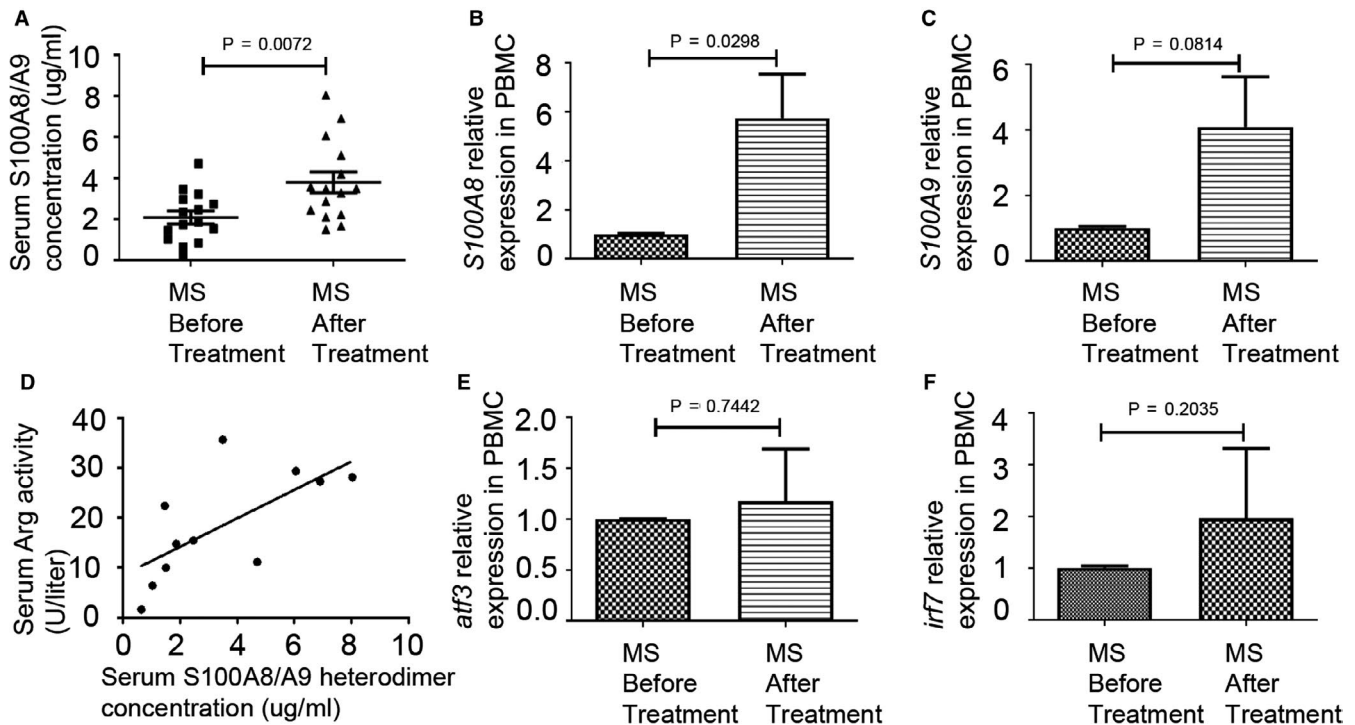 A
Serum S100A8/A9
concentration (ug/ml)
P = 0.0072
10
8
6
4
2
0
MS
Before
Treatment
MS
After
Treatment
B
S100A8 relative
expression in PBMC
P = 0.0298
8
6
4
2
0
MS
Before
Treatment
MS
After
Treatment
C
S100A9 relative
expression in PBMC
P = 0.0814
6
4
2
0
MS
Before
Treatment
MS
After
Treatment
D
Serum Arg activity
(U/liter)
40
30
20
10
0
0 2 4 6 8 10
Serum S100A8/A9 heterodimer
concentration (ug/ml)
E
atf3 relative
expression in PBMC
P = 0.7442
2.0
1.5
1.0
0.5
0.0
MS
Before
Treatment
MS
After
Treatment
F
irf7 relative
expression in PBMC
P = 0.2035
4
3
2
1
0
MS
Before
Treatment
MS
After
Treatment